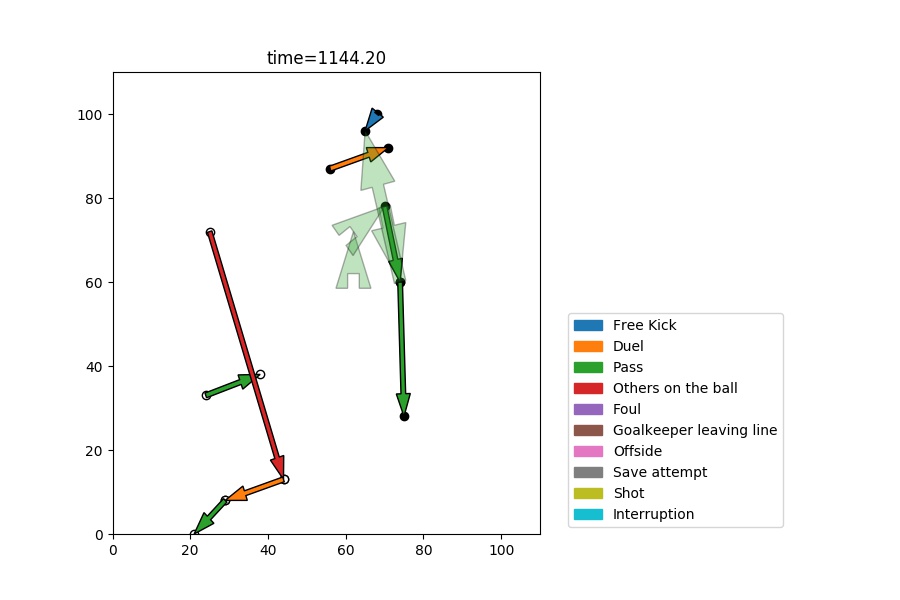 time=1144.20
100
80
60
40
20
0
0 20 40 60 80 100
Free Kick
Duel
Pass
Others on the ball
Foul
Goalkeeper leaving line
Offside
Save attempt
Shot
Interruption